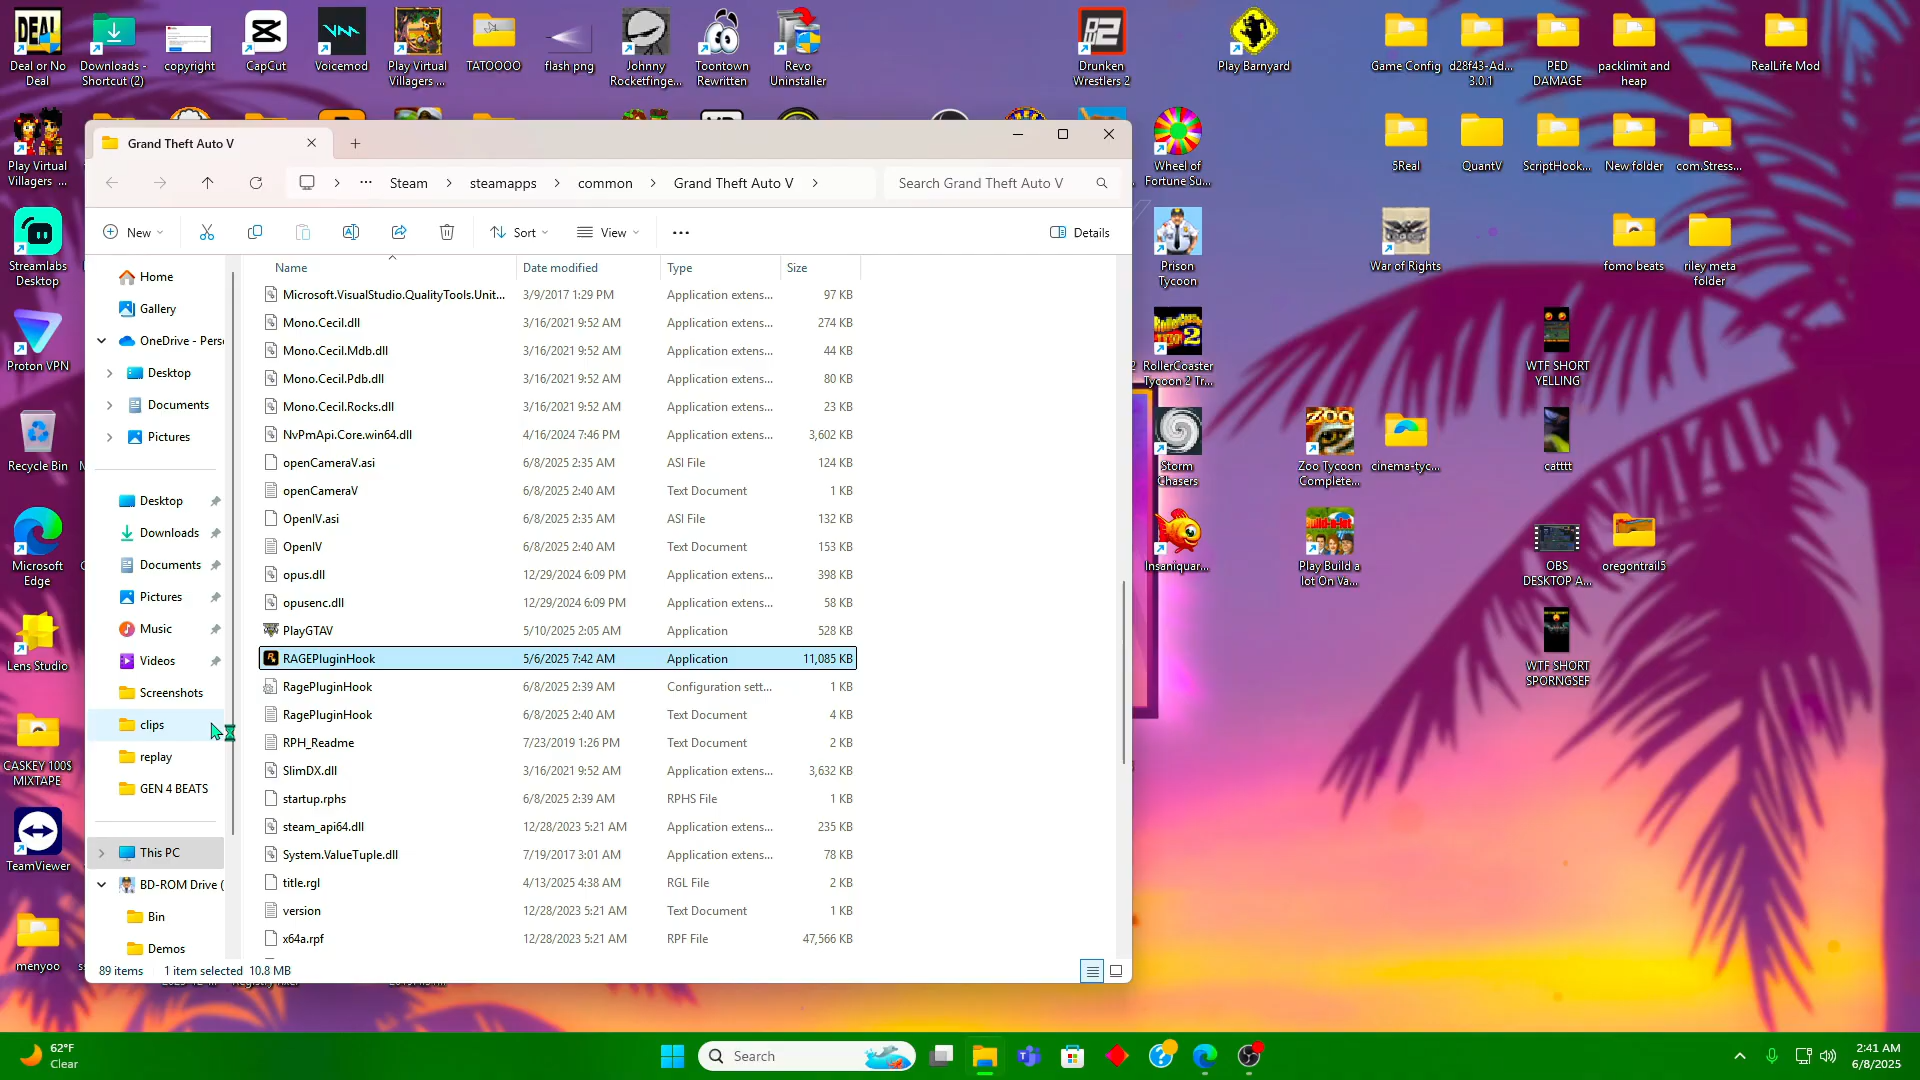 Deal or No
Deal
Downloads -
Shortcut (2)
copyright
CapCut
Voicemod
Play Virtual
Villagers ...
TATOOOO
flash png
Johnny
Rocketfinge...
Toontown
Rewritten
Revo
Uninstaller
Drunken
Wrestlers 2
Play Barnyard
Game Config
d28f43-Ad...
3.0.1
PED
DAMAGE
packlimit and
heap
RealLife Mod
Play Virtual
Villagers ...
Wheel of
Fortune Su...
5Real
QuantV
ScriptHook...
New folder
com.Stress...
Streamlabs
Desktop
Prison
Tycoon
War of Rights
fomo beats
riley meta
folder
Proton VPN
RollerCoaster
Tycoon 2 Tr...
WTF SHORT
YELLING
Recycle Bin
Storm
Chasers
Zoo Tycoon
Complete...
cinema-tyc...
catttt
Microsoft
Edge
Insaniquar...
Play Build a
lot On Va...
OBS
DESKTOP A...
oregontrail5
Lens Studio
WTF SHORT
SPORNGSEF
CASKEY 100$
MIXTAPE
TeamViewer
menyoo
Grand Theft Auto V
Steam
steamapps
common
Grand Theft Auto V
Search Grand Theft Auto V
New
Sort
View
Details
Home
Gallery
OneDrive - Pers
Desktop
Documents
Pictures
Desktop
Downloads
Documents
Pictures
Music
Videos
Screenshots
clips
replay
GEN 4 BEATS
This PC
BD-ROM Drive (
Bin
Demos
Name Date modified Type Size
Microsoft.VisualStudio.QualityTools.Unit... 3/9/2017 1:29 PM Application extens... 97 KB
Mono.Cecil.dll 3/16/2021 9:52 AM Application extens... 274 KB
Mono.Cecil.Mdb.dll 3/16/2021 9:52 AM Application extens... 44 KB
Mono.Cecil.Pdb.dll 3/16/2021 9:52 AM Application extens... 80 KB
Mono.Cecil.Rocks.dll 3/16/2021 9:52 AM Application extens... 23 KB
NvPmApi.Core.win64.dll 4/16/2024 7:46 PM Application extens... 3,602 KB
openCameraV.asi 6/8/2025 2:35 AM ASI File 124 KB
openCameraV 6/8/2025 2:40 AM Text Document 1 KB
OpenIV.asi 6/8/2025 2:35 AM ASI File 132 KB
OpenIV 6/8/2025 2:40 AM Text Document 153 KB
opus.dll 12/29/2024 6:09 PM Application extens... 398 KB
opusenc.dll 12/29/2024 6:09 PM Application extens... 58 KB
PlayGTAV 5/10/2025 2:05 AM Application 528 KB
RAGEPluginHook 5/6/2025 7:42 AM Application 11,085 KB
RagePluginHook 6/8/2025 2:39 AM Configuration sett... 1 KB
RagePluginHook 6/8/2025 2:40 AM Text Document 4 KB
RPH_Readme 7/23/2019 1:26 PM Text Document 2 KB
SlimDX.dll 3/16/2021 9:52 AM Application extens... 3,632 KB
startup.rphs 6/8/2025 2:39 AM RPHS File 1 KB
steam_api64.dll 12/28/2023 5:21 AM Application extens... 235 KB
System.ValueTuple.dll 7/19/2017 3:01 AM Application extens... 78 KB
title.rgl 4/13/2025 4:38 AM RGL File 2 KB
version 12/28/2023 5:21 AM Text Document 1 KB
x64a.rpf 12/28/2023 5:21 AM RPF File 47,566 KB
89 items 1 item selected 10.8 MB
62°F
Clear
Search
2:41 AM
6/8/2025